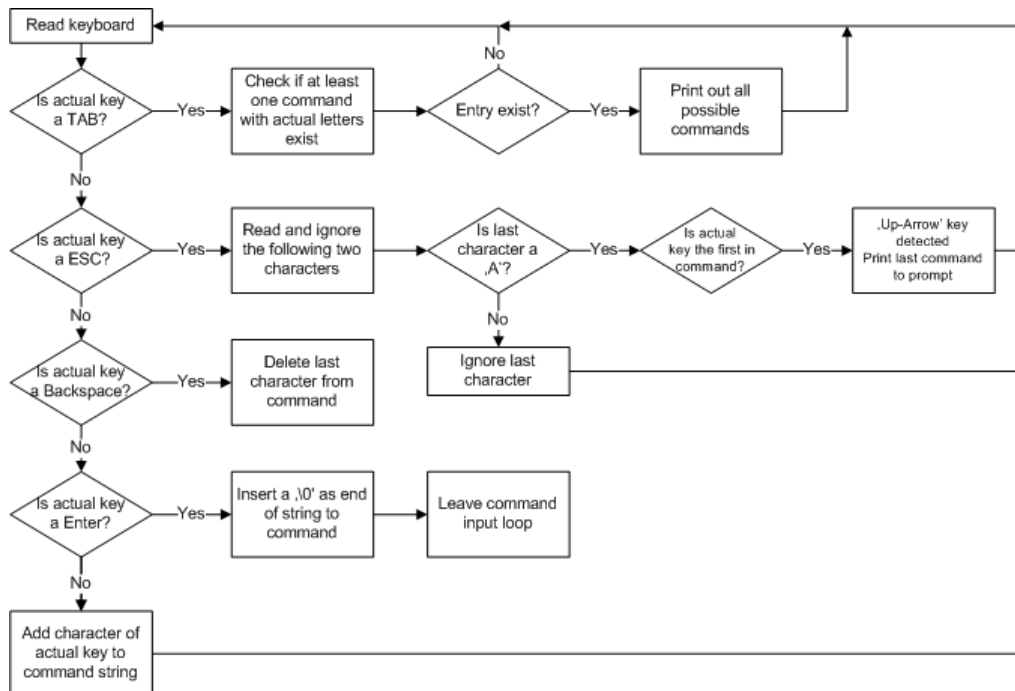 Read keyboard
No
Is actual key
a TAB?
Yes
Check if at least
one command
with actual letters
exist
Entry exist?
Yes
Print out all
possible
commands
No
Is actual key
a ESC?
Yes
Read and ignore
the following two
characters
Is last
character a
‚A'?
Yes
Is actual
key the first in
command?
Yes
‚Up-Arrow' key
detected
Print last command
to prompt
No
No
Ignore last
character
Is actual key
a Backspace?
Yes
Delete last
character from
command
No
Is actual key
a Enter?
Yes
Insert a ‚\0' as end
of string to
command
Leave command
input loop
No
Add character of
actual key to
command string